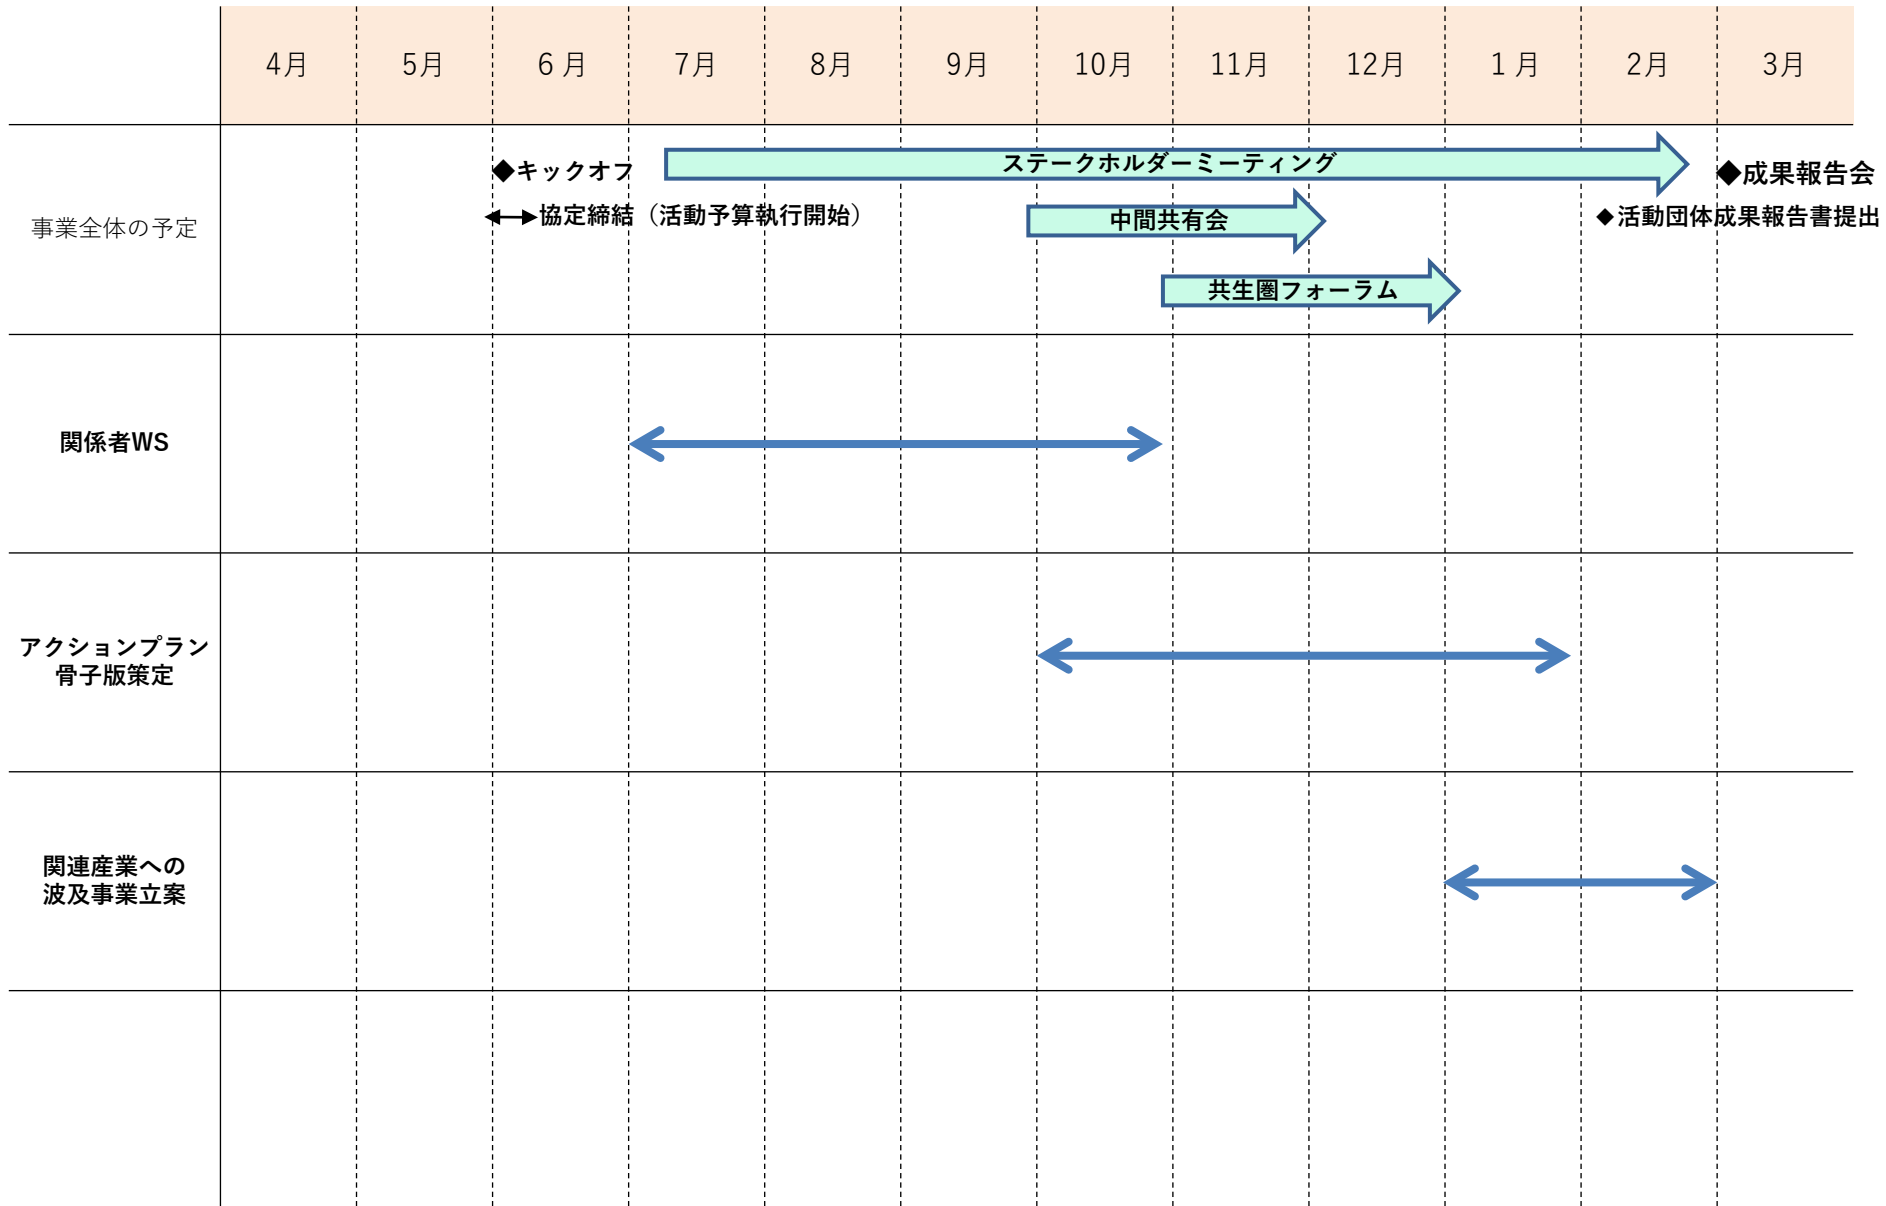 4月 5月 6 月 7月 8月 9月 10月 11月 12月 1 月 2月 3月
事業全体の予定
◆キックオフ
ステークホルダーミーティング
◆成果報告会
協定締結（活動予算執行開始）
中間共有会
◆活動団体成果報告書提出
共生圏フォーラム
関係者WS
アクションプラン
骨子版策定
関連産業への
波及事業立案